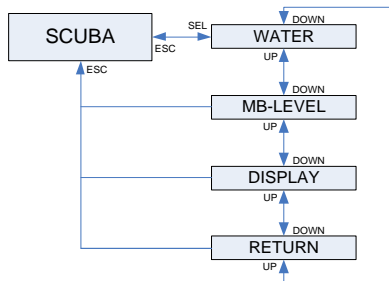 SCUBA
SEL
ESC
ESC
DOWN
WATER
UP
DOWN
MB-LEVEL
UP
DOWN
DISPLAY
UP
DOWN
RETURN
UP